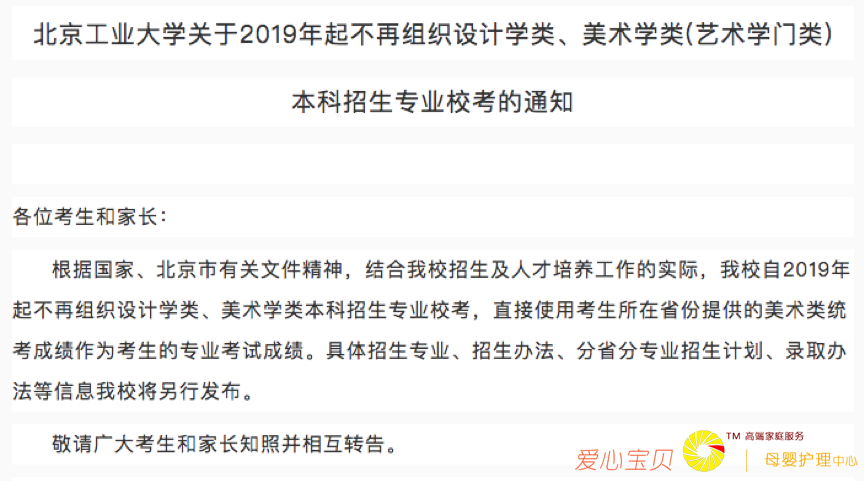 北京工业大学关于2019年起不再组织设计学类、美术学类(艺术学门类)
本科招生专业校考的通知
各位考生和家长：
根据国家、北京市有关文件精神，结合我校招生及人才培养工作的实际，我校自2019年
起不再组织设计学类、美术学类本科招生专业校考，直接使用考生所在省份提供的美术类统
考成绩作为考生的专业考试成绩。具体招生专业、招生办法、分省分专业招生计划、录取办
法等信息我校将另行发布。
敬请广大考生和家长知照并相互转告。
爱心宝贝
TM 高端家庭服务
母婴护理中心